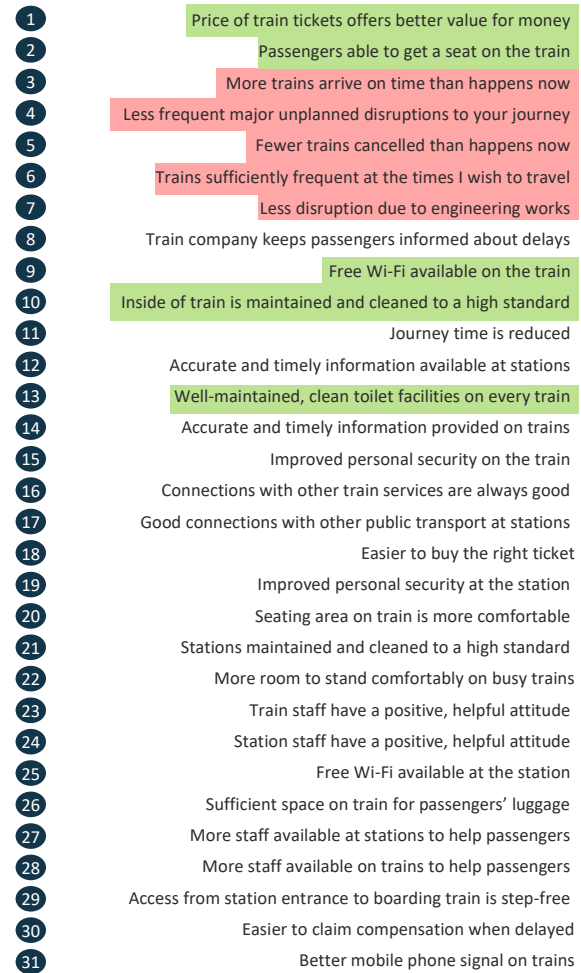 1 Price of train tickets offers better value for money
2 Passengers able to get a seat on the train
3 More trains arrive on time than happens now
4 Less frequent major unplanned disruptions to your journey
5 Fewer trains cancelled than happens now
6 Trains sufficiently frequent at the times I wish to travel
7 Less disruption due to engineering works
8 Train company keeps passengers informed about delays
9 Free Wi-Fi available on the train
10 Inside of train is maintained and cleaned to a high standard
11 Journey time is reduced
12 Accurate and timely information available at stations
13 Well-maintained, clean toilet facilities on every train
14 Accurate and timely information provided on trains
15 Improved personal security on the train
16 Connections with other train services are always good
17 Good connections with other public transport at stations
18 Easier to buy the right ticket
19 Improved personal security at the station
20 Seating area on train is more comfortable
21 Stations maintained and cleaned to a high standard
22 More room to stand comfortably on busy trains
23 Train staff have a positive, helpful attitude
24 Station staff have a positive, helpful attitude
25 Free Wi-Fi available at the station
26 Sufficient space on train for passengers’ luggage
27 More staff available at stations to help passengers
28 More staff available on trains to help passengers
29 Access from station entrance to boarding train is step-free
30 Easier to claim compensation when delayed
31 Better mobile phone signal on trains